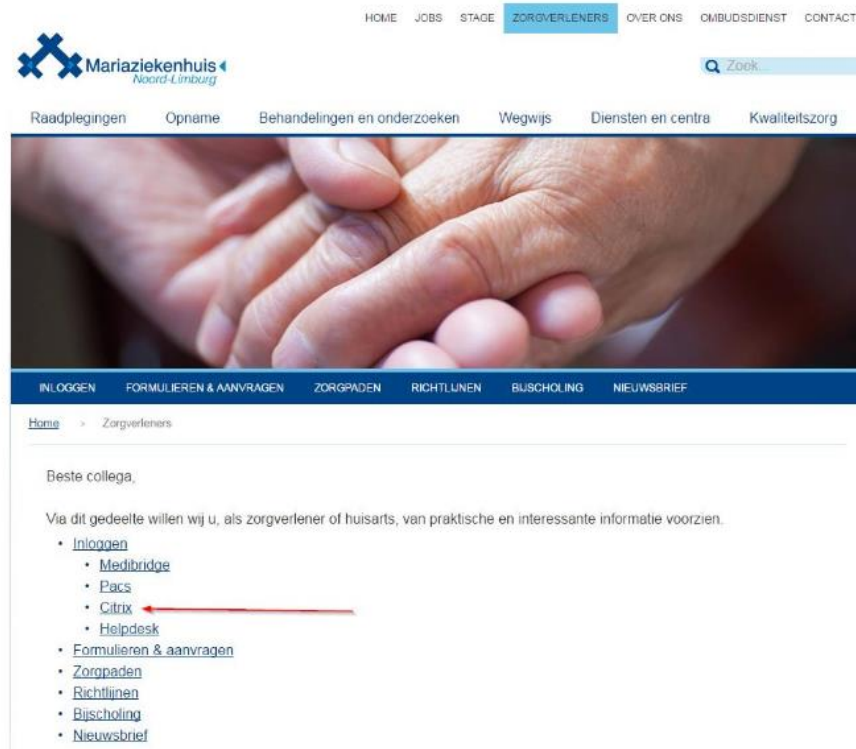 HOME JOBS STAGE ZORGVERLENERS OVER ONS OMBUDSDIENST CONTACT
Mariaziekenhuis
Noord-Limburg
Zoek...
Raadplegingen Opname Behandelingen en onderzoeken Wegwijs Diensten en centra Kwaliteitszorg
INLOGGEN FORMULIEREN & AANVRAGEN ZORGPADEN RICHTLIJNEN BIJSCHOLING NIEUWSBRIEF
Home > Zorgverleners
Beste collega,
Via dit gedeelte willen wij u, als zorgverlener of huisarts, van praktische en interessante informatie voorzien.
• Inloggen
• Medibridge
• Pacs
• Citrix
• Helpdesk
• Formulieren & aanvragen
• Zorgpaden
• Richtlijnen
• Bijscholing
• Nieuwsbrief